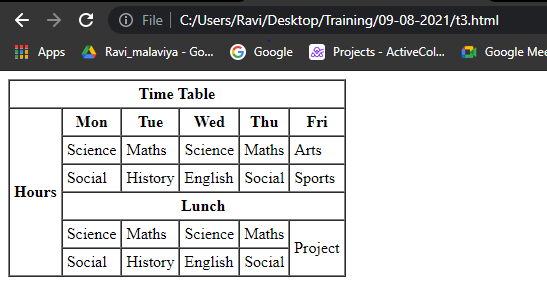 File | C:/Users/Ravi/Desktop/Training/09-08-2021/t3.html
Apps Ravi_malaviya - Go... Google Projects - ActiveCol... Google Mee
Time Table
Mon Tue Wed Thu Fri
Science Maths Science Maths Arts
Social History English Social Sports
Hours
Lunch
Science Maths Science Maths
Project
Social History English Social